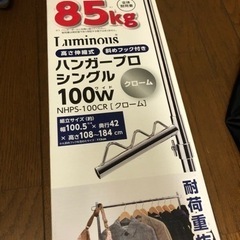 85kg
Luminous
高さ伸縮式 斜めフック付き
ハンガープロ
シングル
100w
クローム
NHPS-100CR [クローム]
組立サイズ(約)
幅100.5×奥行42
×高さ108~184cm
耐荷重